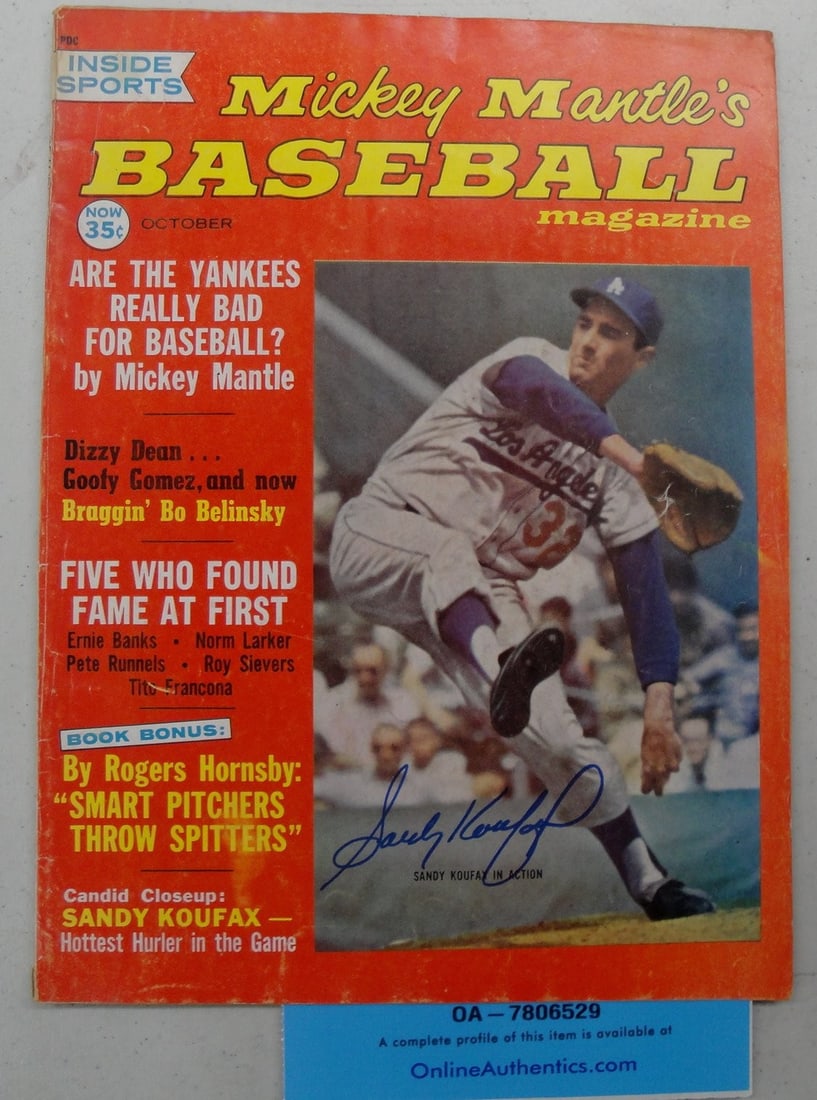 PDC
INSIDE
SPORTS
Mickey Mantle's
BASEBALL
magazine
NOW
35¢
OCTOBER
ARE THE YANKEES
REALLY BAD
FOR BASEBALL?
by Mickey Mantle
Dizzy Dean . . .
Goofy Gomez, and now
Braggin' Bo Belinsky
FIVE WHO FOUND
FAME AT FIRST
Ernie Banks • Norm Larker
Pete Runnels • Roy Sievers
Tito Francona
BOOK BONUS:
By Rogers Hornsby:
"SMART PITCHERS
THROW SPITTERS"
Candid Closeup:
SANDY KOUFAX —
Hottest Hurler in the Game
LA
Los Angeles
32
Sandy Koufax
SANDY KOUFAX IN ACTION
OA – 7806529
A complete profile of this item is available at
OnlineAuthentics.com